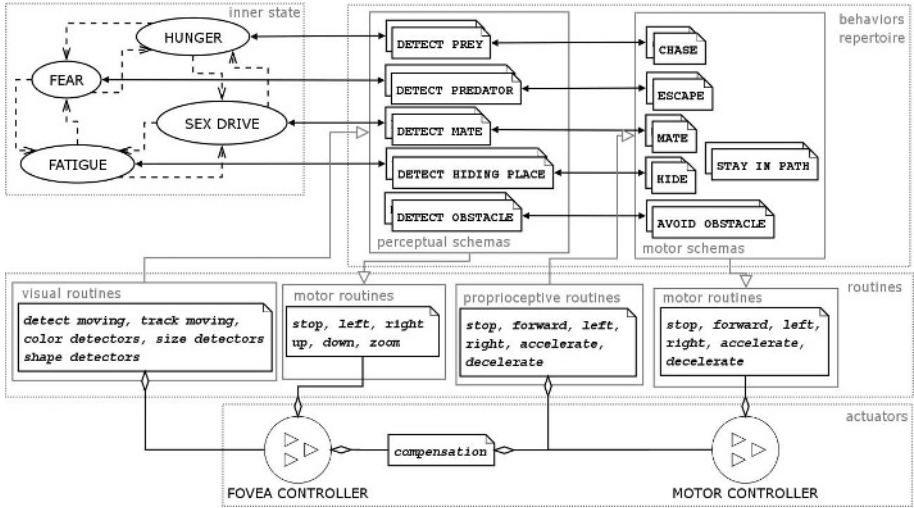 inner state
HUNGER
FEAR
SEX DRIVE
FATIGUE
behaviors
repertoire
DETECT PREY
DETECT PREDATOR
DETECT MATE
DETECT HIDING PLACE
DETECT OBSTACLE
perceptual schemas
CHASE
ESCAPE
MATE
STAY IN PATH
HIDE
AVOID OBSTACLE
motor schemas
routines
visual routines
detect moving, track moving,
color detectors, size detectors
shape detectors
motor routines
stop, left, right
up, down, zoom
proprioceptive routines
stop, forward, left,
right, accelerate,
decelerate
motor routines
stop, forward, left,
right, accelerate,
decelerate
actuators
compensation
FOVEA CONTROLLER
MOTOR CONTROLLER